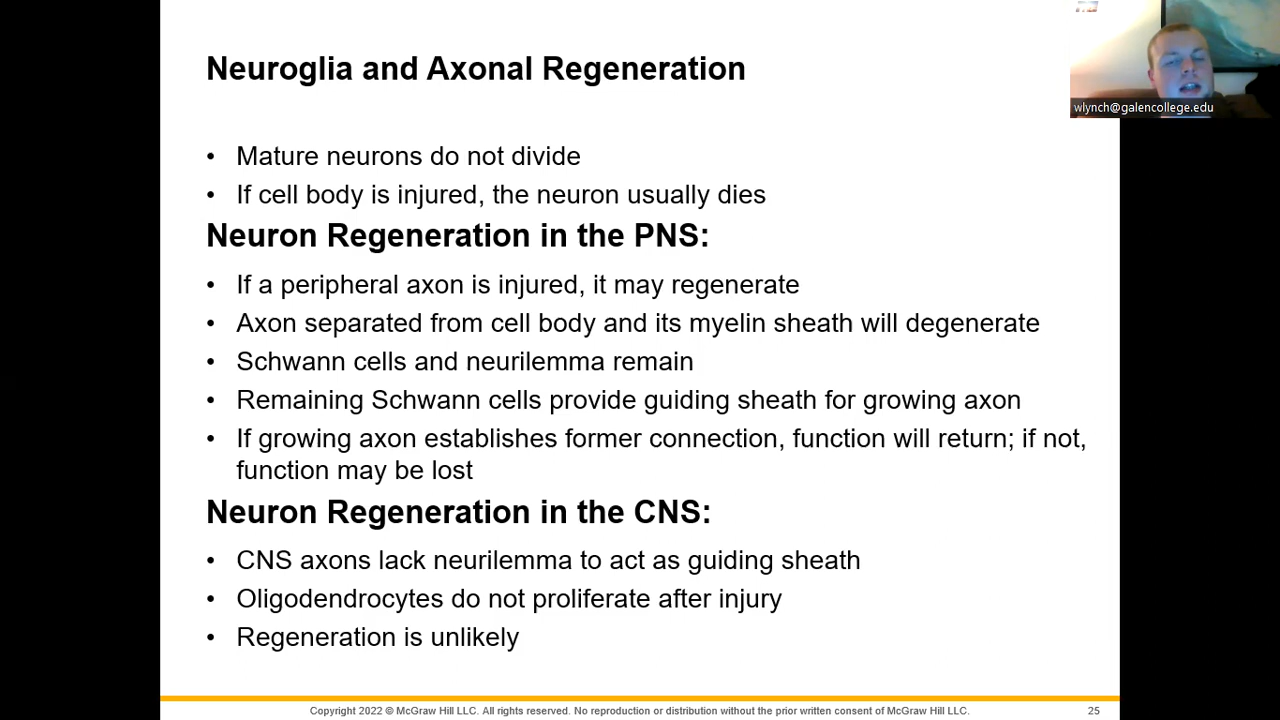 Neuroglia and Axonal Regeneration
wlynch@galencollege.edu
• Mature neurons do not divide
• If cell body is injured, the neuron usually dies
Neuron Regeneration in the PNS:
• If a peripheral axon is injured, it may regenerate
• Axon separated from cell body and its myelin sheath will degenerate
• Schwann cells and neurilemma remain
• Remaining Schwann cells provide guiding sheath for growing axon
• If growing axon establishes former connection, function will return; if not,
function may be lost
Neuron Regeneration in the CNS:
• CNS axons lack neurilemma to act as guiding sheath
• Oligodendrocytes do not proliferate after injury
• Regeneration is unlikely
Copyright 2022 © McGraw Hill LLC. All rights reserved. No reproduction or distribution without the prior written consent of McGraw Hill LLC.
25